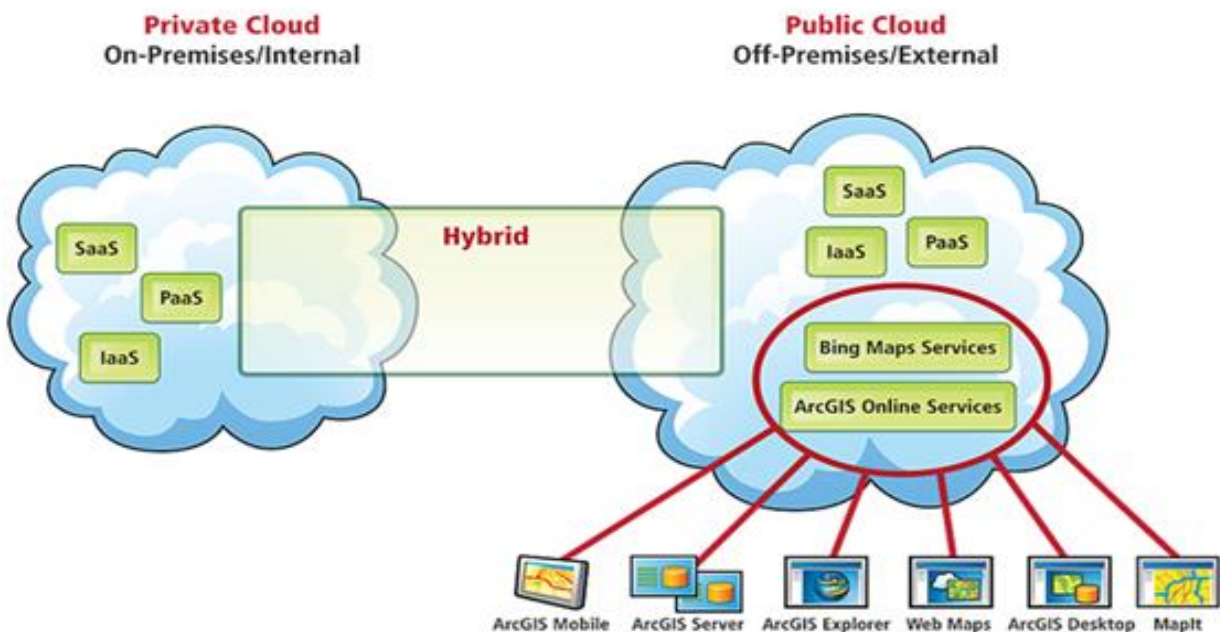 Private Cloud
On-Premises/Internal
Public Cloud
Off-Premises/External
SaaS
PaaS
IaaS
Hybrid
SaaS
IaaS
PaaS
Bing Maps Services
ArcGIS Online Services
ArcGIS Mobile
ArcGIS Server
ArcGIS Explorer
Web Maps
ArcGIS Desktop
MapIt